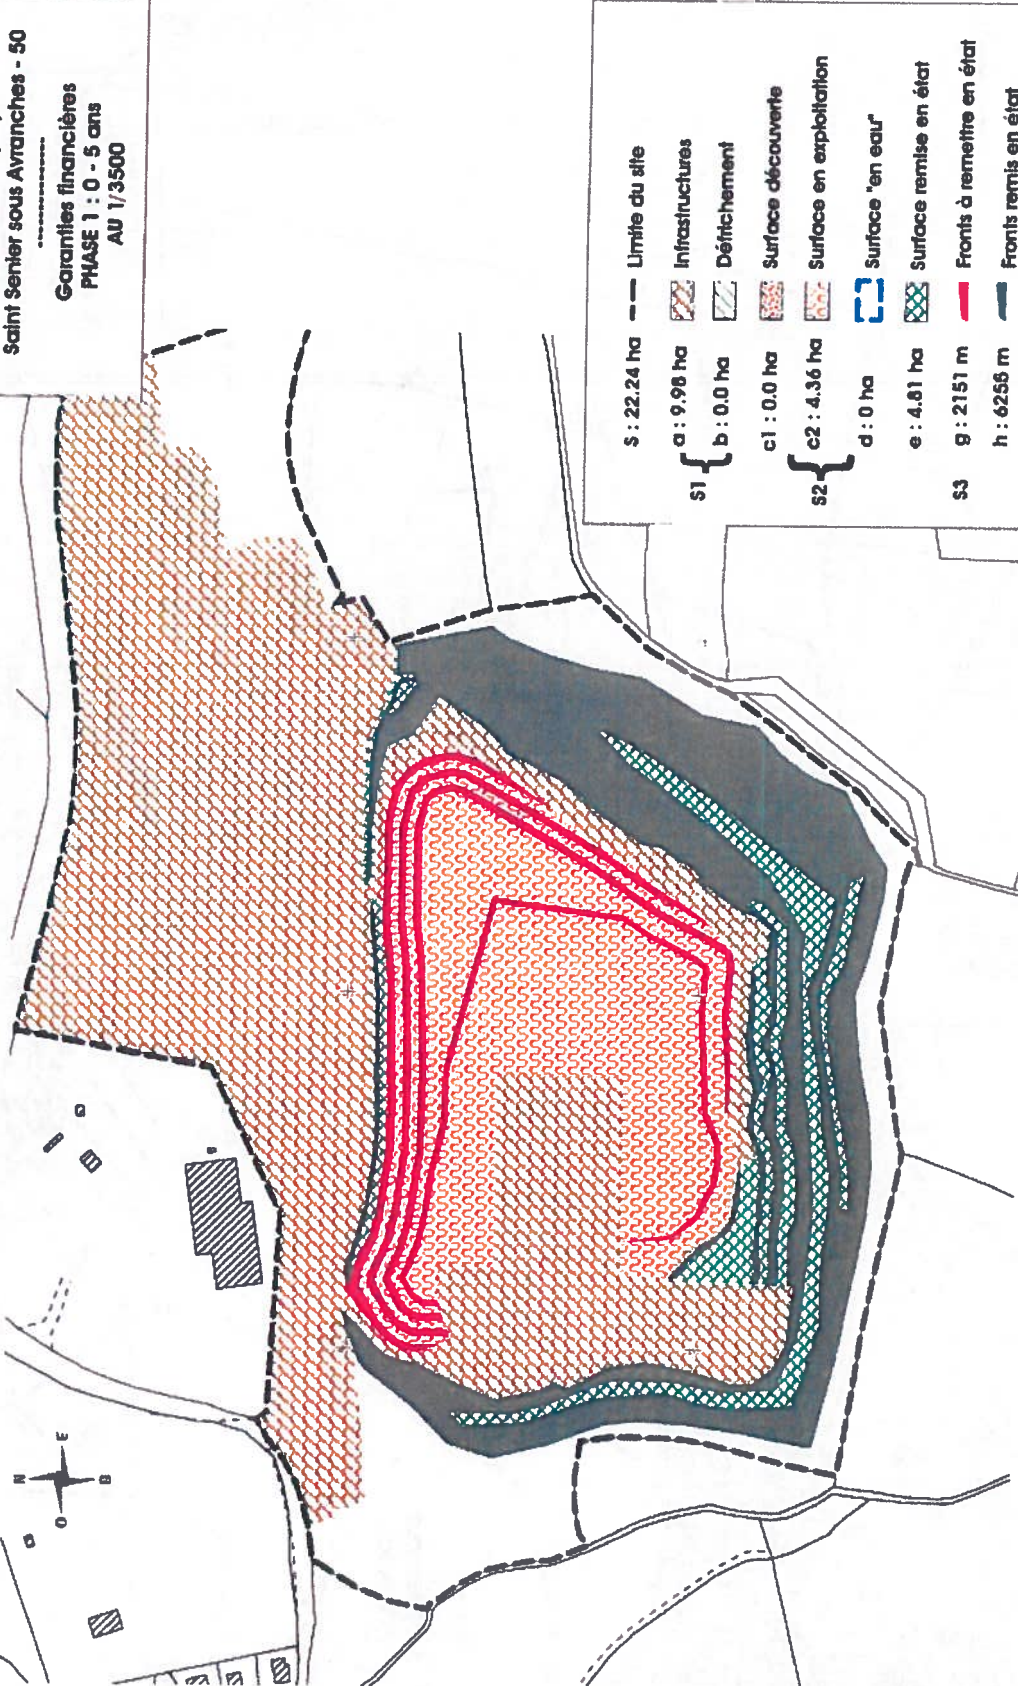 Saint Senier sous Avranches - 50
Garanties financières
PHASE 1 : 0 - 5 ans
AU 1/3500
S : 22.24 ha Limite du site
S1
a : 9.98 ha Infrastructures
b : 0.0 ha Défrichement
S2
c1 : 0.0 ha Surface découverte
c2 : 4.36 ha Surface en exploitation
d : 0 ha Surface "en eau"
e : 4.81 ha Surface remise en état
S3
g : 2151 m Fronts à remettre en état
h : 6255 m Fronts remis en état
N
E
O